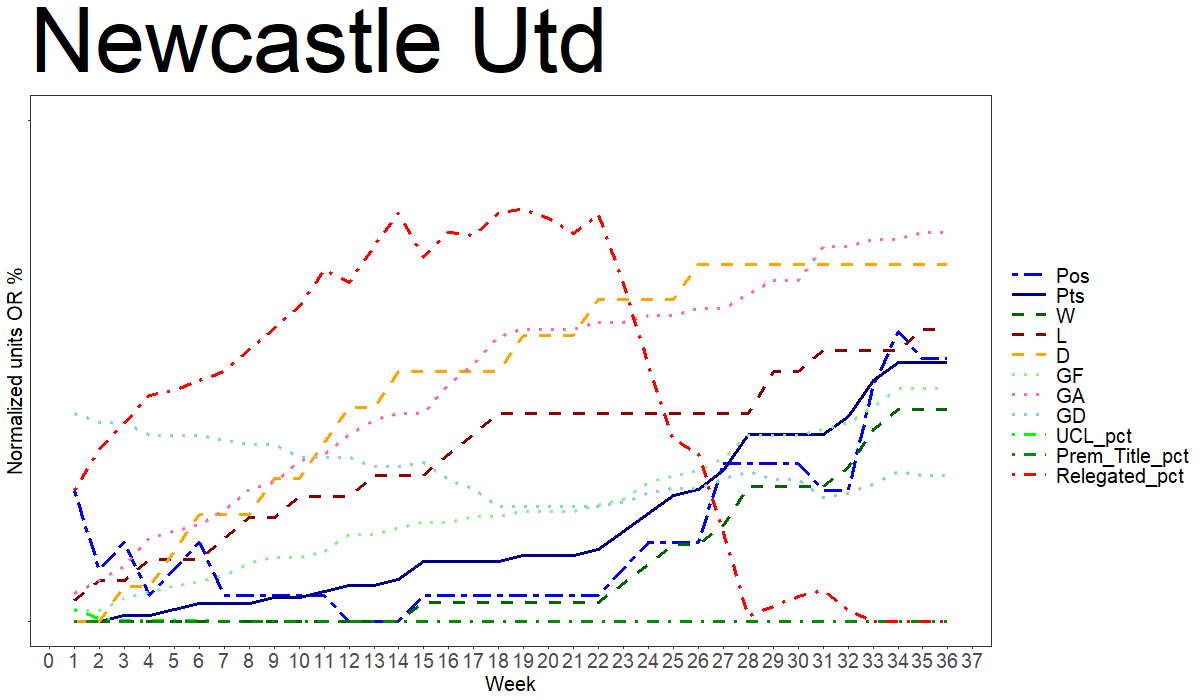 Newcastle Utd
Normalized units OR %
Pos
Pts
W
L
D
GF
GA
GD
UCL_pct
Prem_Title_pct
Relegated_pct
0 1 2 3 4 5 6 7 8 9 10 11 12 13 14 15 16 17 18 19 20 21 22 23 24 25 26 27 28 29 30 31 32 33 34 35 36 37
Week